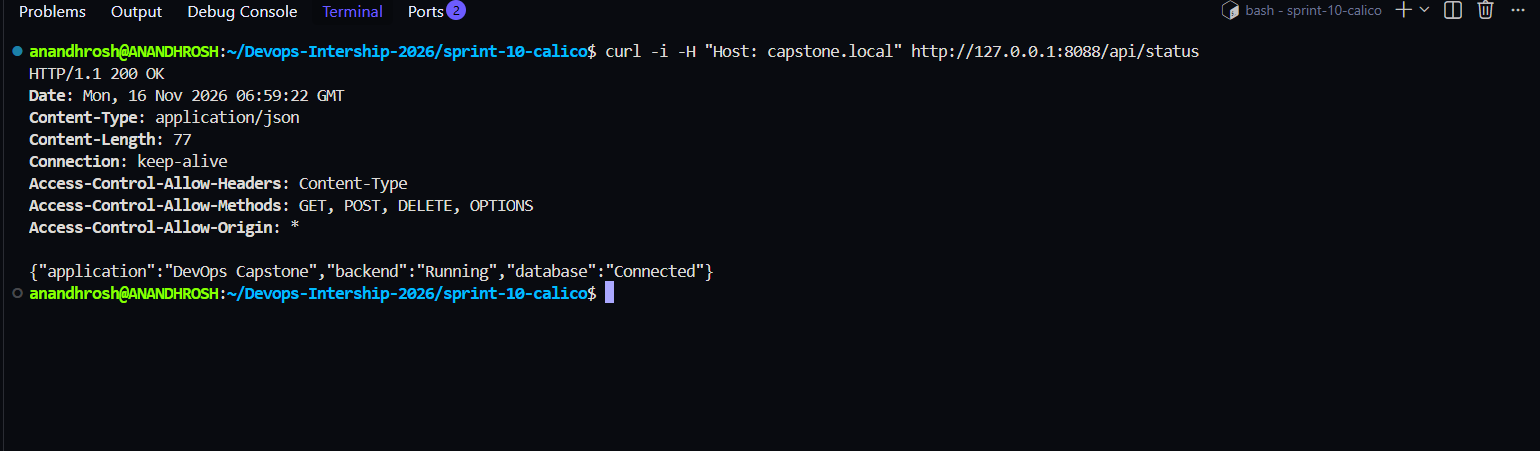 Problems Output Debug Console Terminal Ports 2 bash - sprint-10-calico
anandhrosh@ANANDHROSH:~/Devops-Intership-2026/sprint-10-calico$ curl -i -H "Host: capstone.local" http://127.0.0.1:8088/api/status
HTTP/1.1 200 OK
Date: Mon, 16 Nov 2026 06:59:22 GMT
Content-Type: application/json
Content-Length: 77
Connection: keep-alive
Access-Control-Allow-Headers: Content-Type
Access-Control-Allow-Methods: GET, POST, DELETE, OPTIONS
Access-Control-Allow-Origin: *
{"application":"DevOps Capstone","backend":"Running","database":"Connected"}
anandhrosh@ANANDHROSH:~/Devops-Intership-2026/sprint-10-calico$